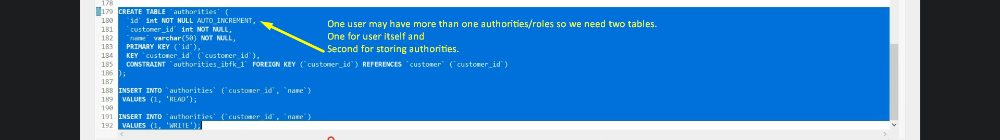 178
179 CREATE TABLE `authorities` (
180 `id` int NOT NULL AUTO_INCREMENT,
181 `customer_id` int NOT NULL,
182 `name` varchar(50) NOT NULL,
183 PRIMARY KEY (`id`),
184 KEY `customer_id` (`customer_id`),
185 CONSTRAINT `authorities_ibfk_1` FOREIGN KEY (`customer_id`) REFERENCES `customer` (`customer_id`)
186 );
187
188 INSERT INTO `authorities` (`customer_id`, `name`)
189 VALUES (1, 'READ');
190
191 INSERT INTO `authorities` (`customer_id`, `name`)
192 VALUES (1, 'WRITE');
One user may have more than one authorities/roles so we need two tables.
One for user itself and
Second for storing authorities.